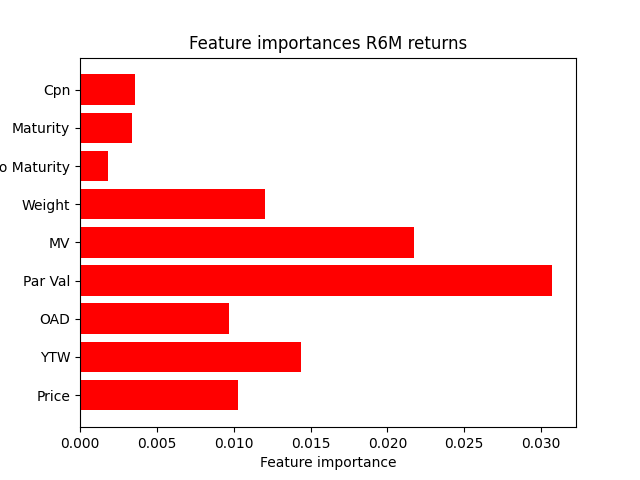 Feature importances R6M returns
Cpn
Maturity
o Maturity
Weight
MV
Par Val
OAD
YTW
Price
0.000 0.005 0.010 0.015 0.020 0.025 0.030
Feature importance